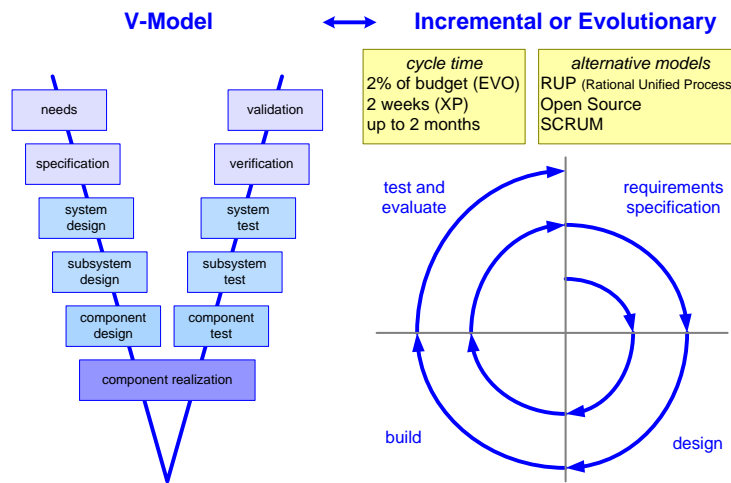 V-Model
Incremental or Evolutionary
cycle time
2% of budget (EVO)
2 weeks (XP)
up to 2 months
alternative models
RUP (Rational Unified Process
Open Source
SCRUM
needs
validation
specification
verification
system
design
system
test
subsystem
design
subsystem
test
component
design
component
test
component realization
test and
evaluate
requirements
specification
build
design